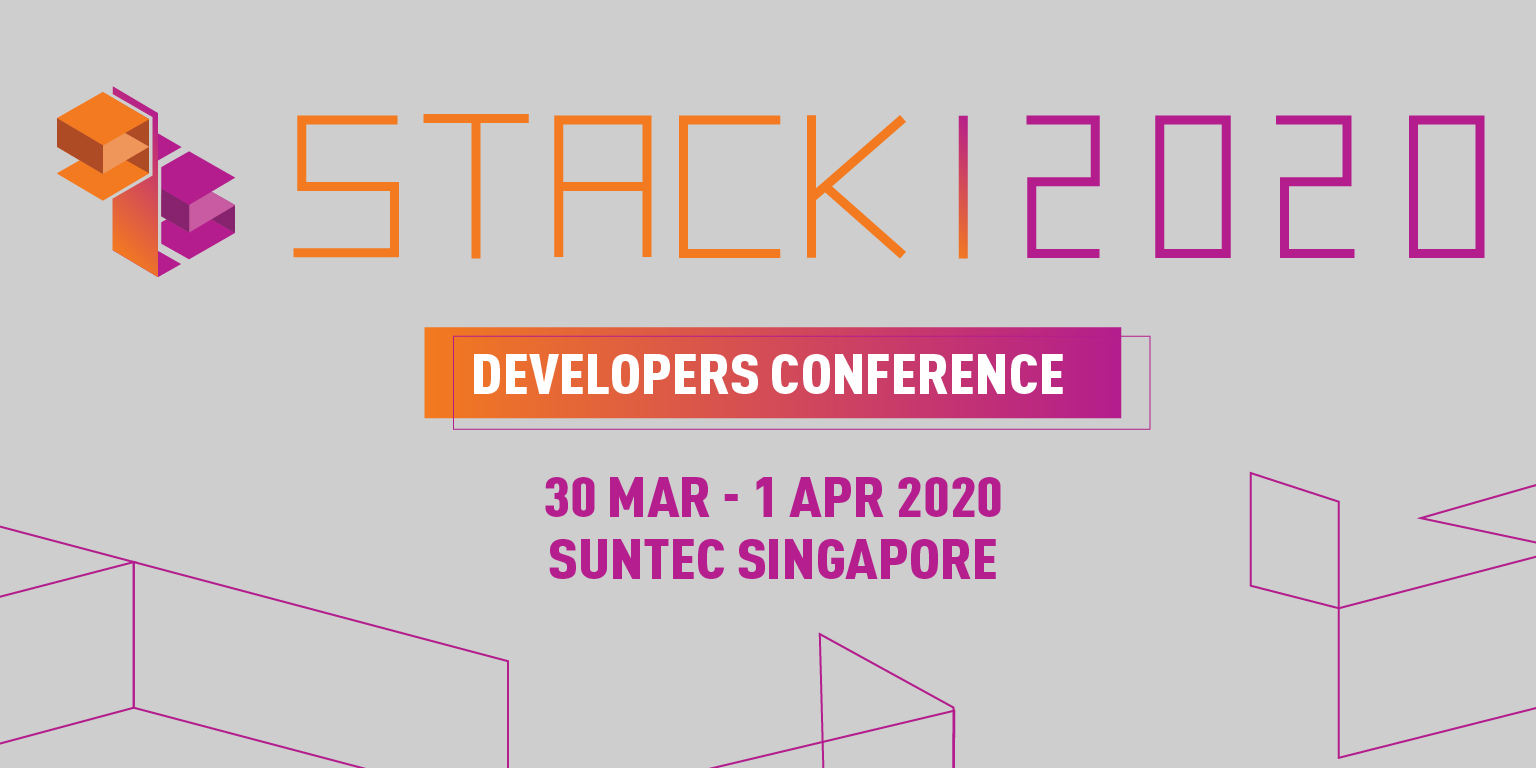 STACK | 2020
DEVELOPERS CONFERENCE
30 MAR - 1 APR 2020
SUNTEC SINGAPORE